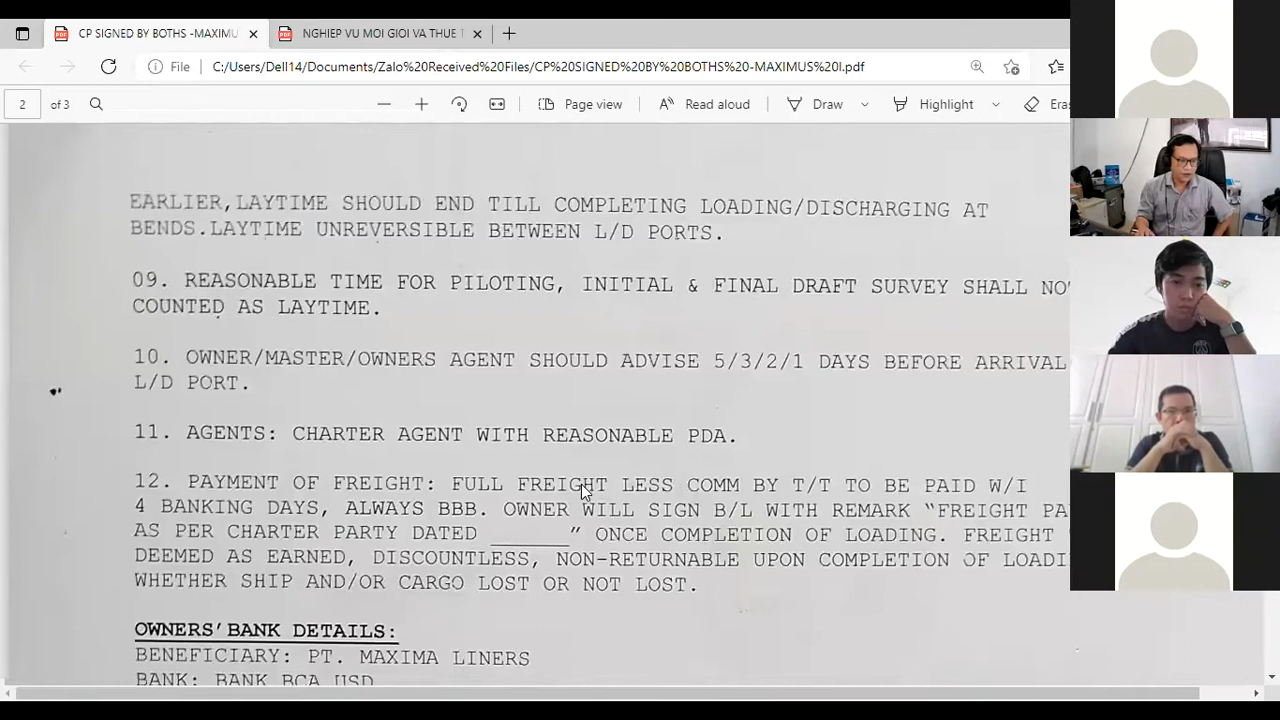 CP SIGNED BY BOTHS -MAXIMU
NGHIEP VU MOI GIOI VA THUE
File
C:/Users/Dell14/Documents/Zalo%20Received%20Files/CP%20SIGNED%20BY%20BOTHS%20-MAXIMUS%20I.pdf
2 of 3
Page view
Read aloud
Draw
Highlight
Eras
EARLIER,LAYTIME SHOULD END TILL COMPLETING LOADING/DISCHARGING AT
BENDS.LAYTIME UNREVERSIBLE BETWEEN L/D PORTS.
09. REASONABLE TIME FOR PILOTING, INITIAL & FINAL DRAFT SURVEY SHALL NO
COUNTED AS LAYTIME.
10. OWNER/MASTER/OWNERS AGENT SHOULD ADVISE 5/3/2/1 DAYS BEFORE ARRIVAL
L/D PORT.
11. AGENTS: CHARTER AGENT WITH REASONABLE PDA.
12. PAYMENT OF FREIGHT: FULL FREIGHT LESS COMM BY T/T TO BE PAID W/I
4 BANKING DAYS, ALWAYS BBB. OWNER WILL SIGN B/L WITH REMARK “FREIGHT PA
AS PER CHARTER PARTY DATED ______” ONCE COMPLETION OF LOADING. FREIGHT
DEEMED AS EARNED, DISCOUNTLESS, NON-RETURNABLE UPON COMPLETION OF LOADI
WHETHER SHIP AND/OR CARGO LOST OR NOT LOST.
OWNERS’BANK DETAILS:
BENEFICIARY: PT. MAXIMA LINERS
BANK: BANK BCA USD